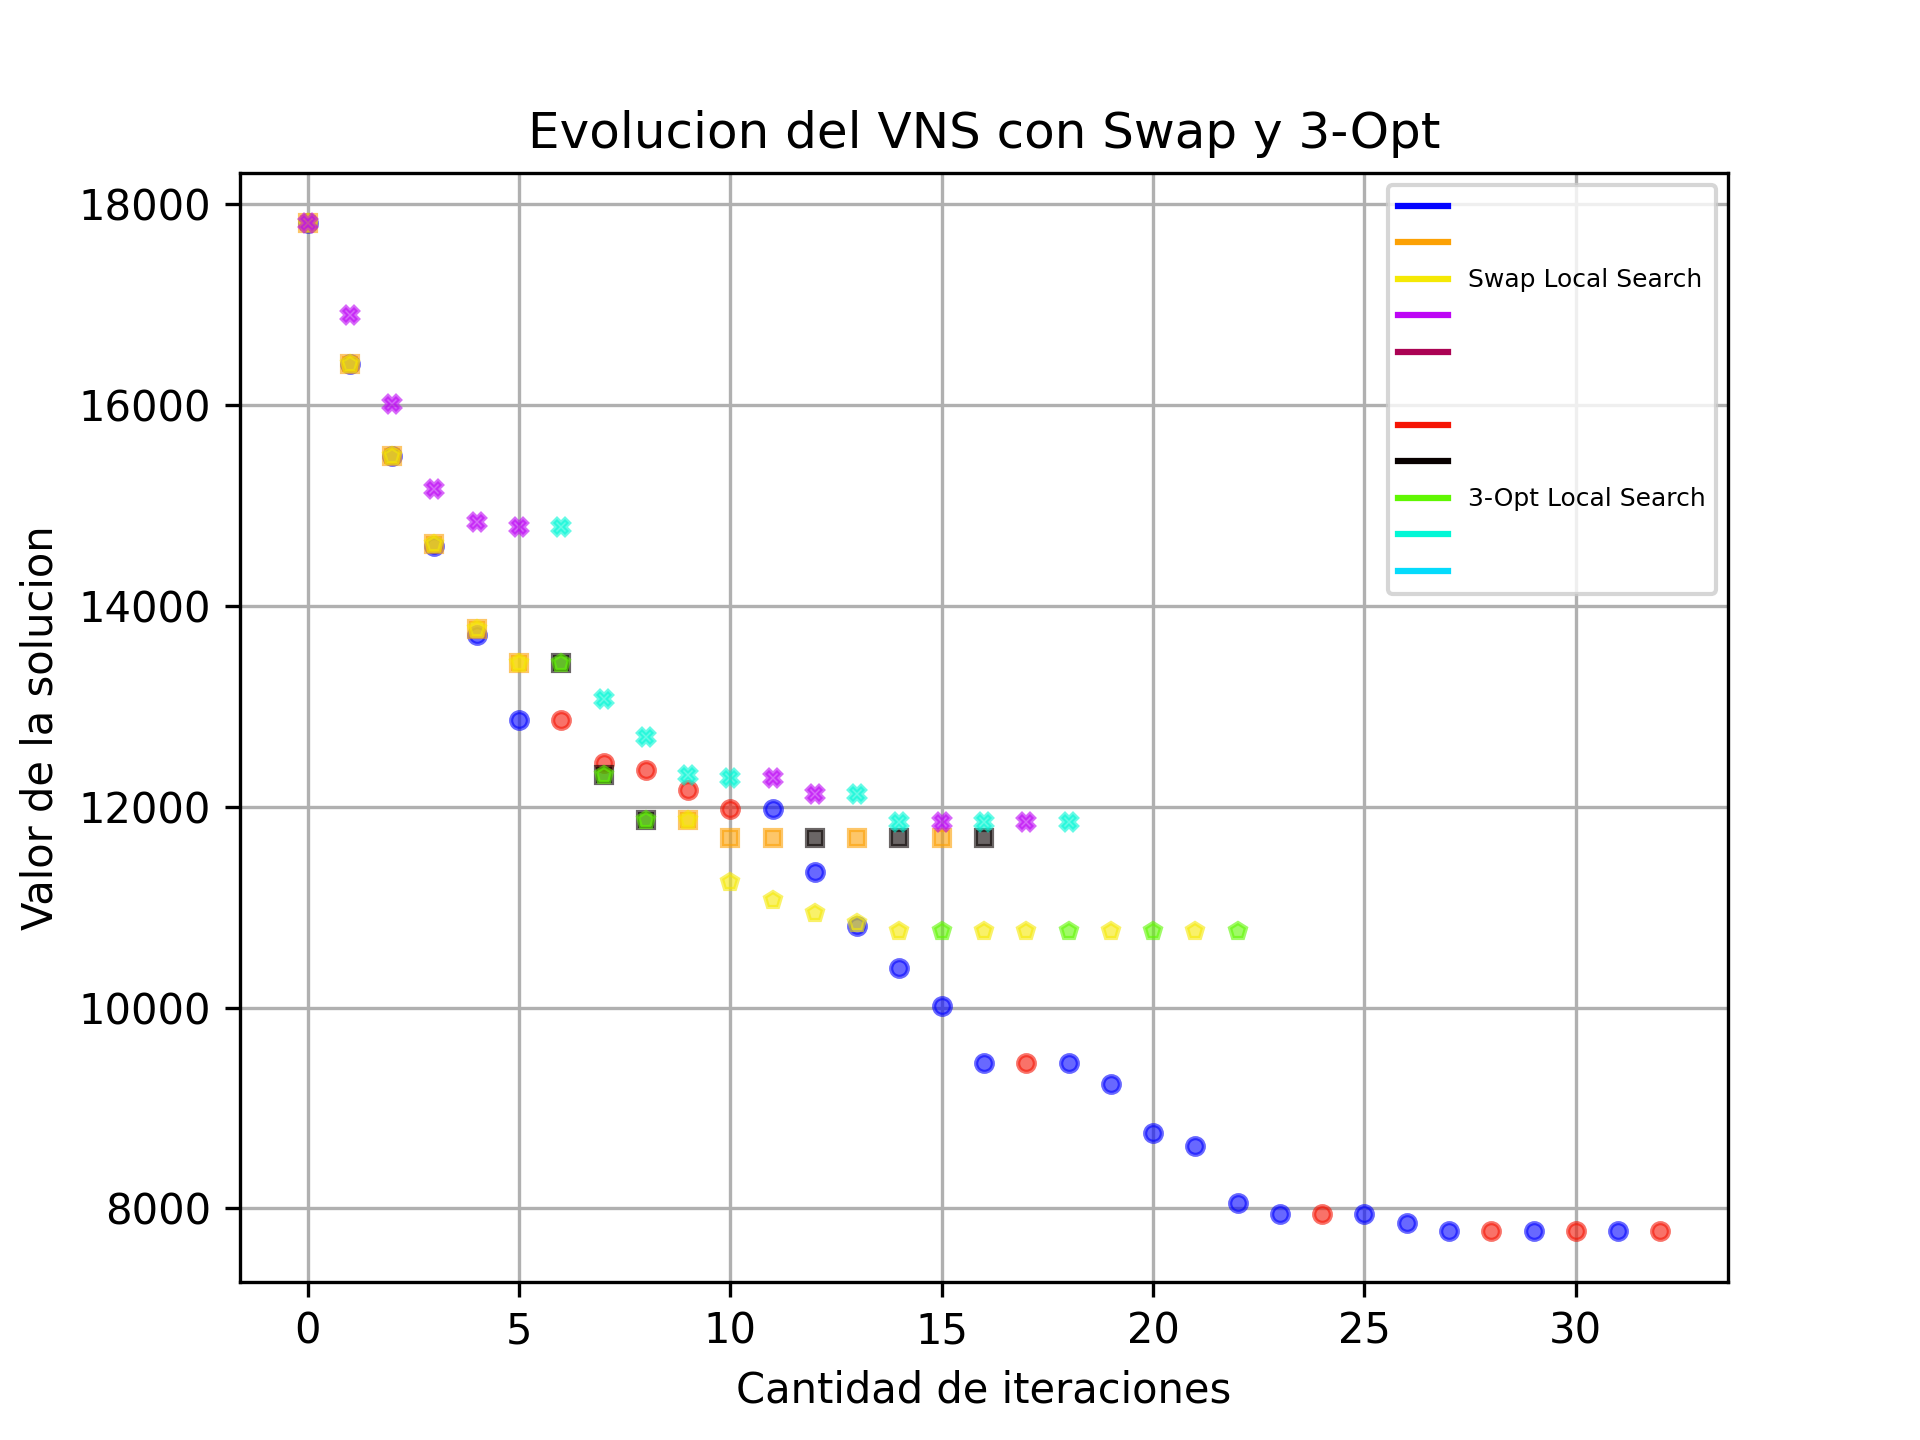 Evolucion del VNS con Swap y 3-Opt
18000
16000
14000
12000
10000
8000
Valor de la solucion
Swap Local Search
3-Opt Local Search
0 5 10 15 20 25 30
Cantidad de iteraciones